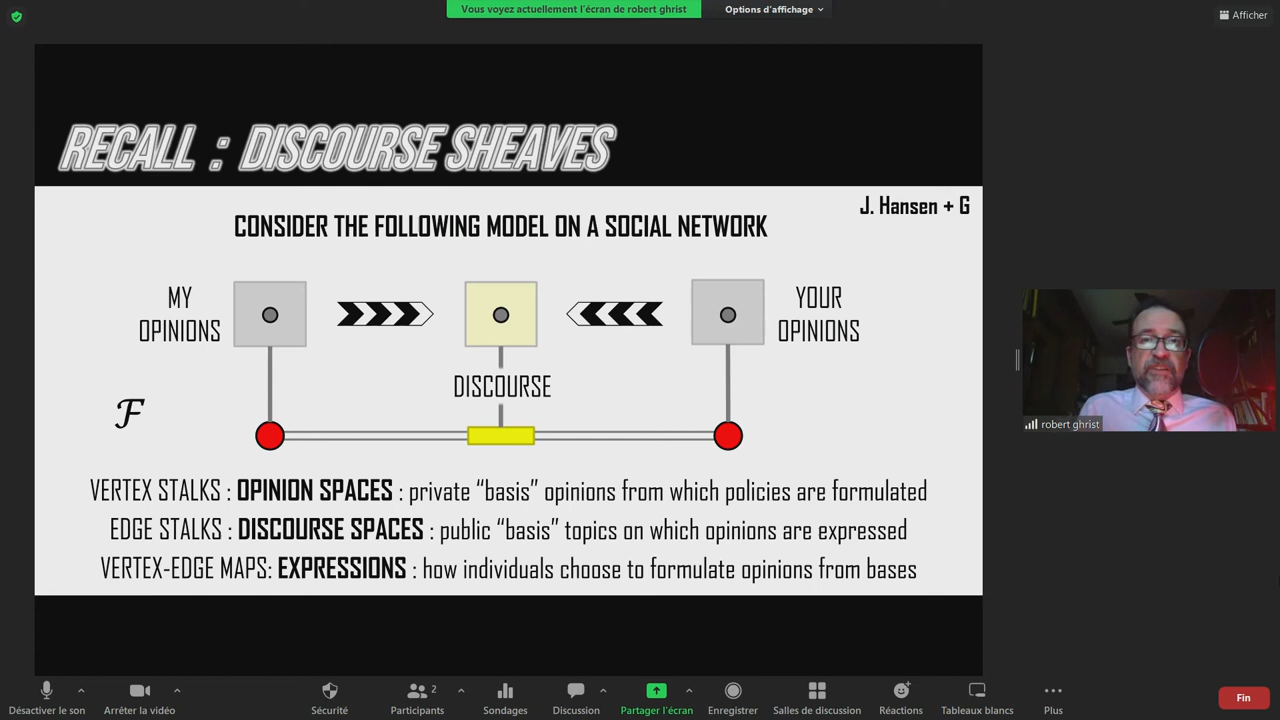 Vous voyez actuellement l'écran de robert ghrist
Options d'affichage
Afficher
RECALL : DISCOURSE SHEAVES
J. Hansen + G
CONSIDER THE FOLLOWING MODEL ON A SOCIAL NETWORK
MY
OPINIONS
YOUR
OPINIONS
DISCOURSE
ℱ
VERTEX STALKS : OPINION SPACES : private “basis” opinions from which policies are formulated
EDGE STALKS : DISCOURSE SPACES : public “basis” topics on which opinions are expressed
VERTEX-EDGE MAPS: EXPRESSIONS : how individuals choose to formulate opinions from bases
robert ghrist
2
Désactiver le son
Arrêter la vidéo
Sécurité
Participants
Sondages
Discussion
Partager l'écran
Enregistrer
Salles de discussion
Réactions
Tableaux blancs
Plus
Fin